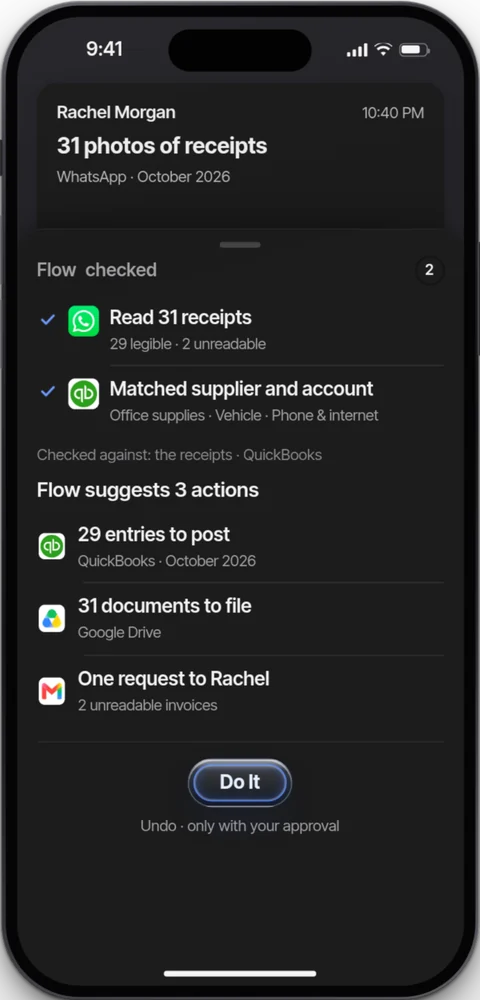 9:41
Rachel Morgan 10:40 PM
31 photos of receipts
WhatsApp · October 2026
Flow checked 2
Read 31 receipts
29 legible · 2 unreadable
qb Matched supplier and account
Office supplies · Vehicle · Phone & internet
Checked against: the receipts · QuickBooks
Flow suggests 3 actions
29 entries to post
qb
QuickBooks · October 2026
31 documents to file
Google Drive
One request to Rachel
2 unreadable invoices
Do It
Undo · only with your approval